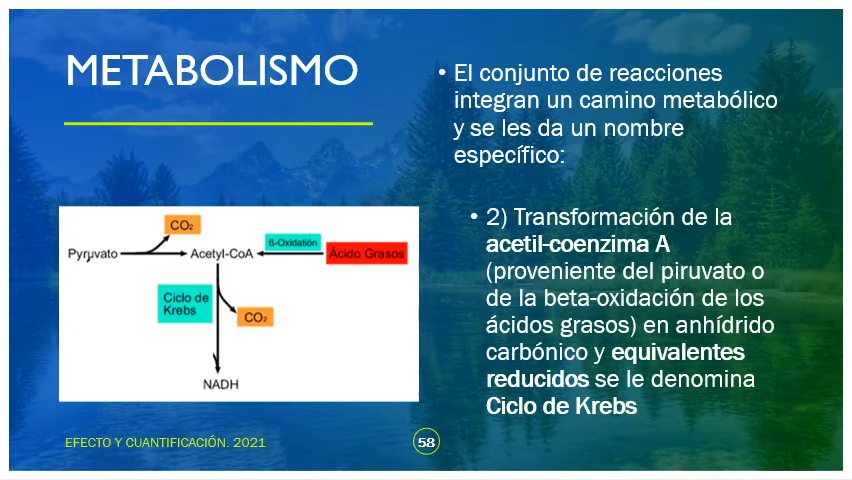 METABOLISMO
• El conjunto de reacciones
integran un camino metabólico
y se les da un nombre
específico:
• 2) Transformación de la
acetil-coenzima A
(proveniente del piruvato o
de la beta-oxidación de los
ácidos grasos) en anhídrido
carbónico y equivalentes
reducidos se le denomina
Ciclo de Krebs
CO₂
Pyruvato
Acetyl-CoA
ß-Oxidatión
Ácido Grasos
Ciclo de
Krebs
CO₂
NADH
EFECTO Y CUANTIFICACIÓN. 2021
58